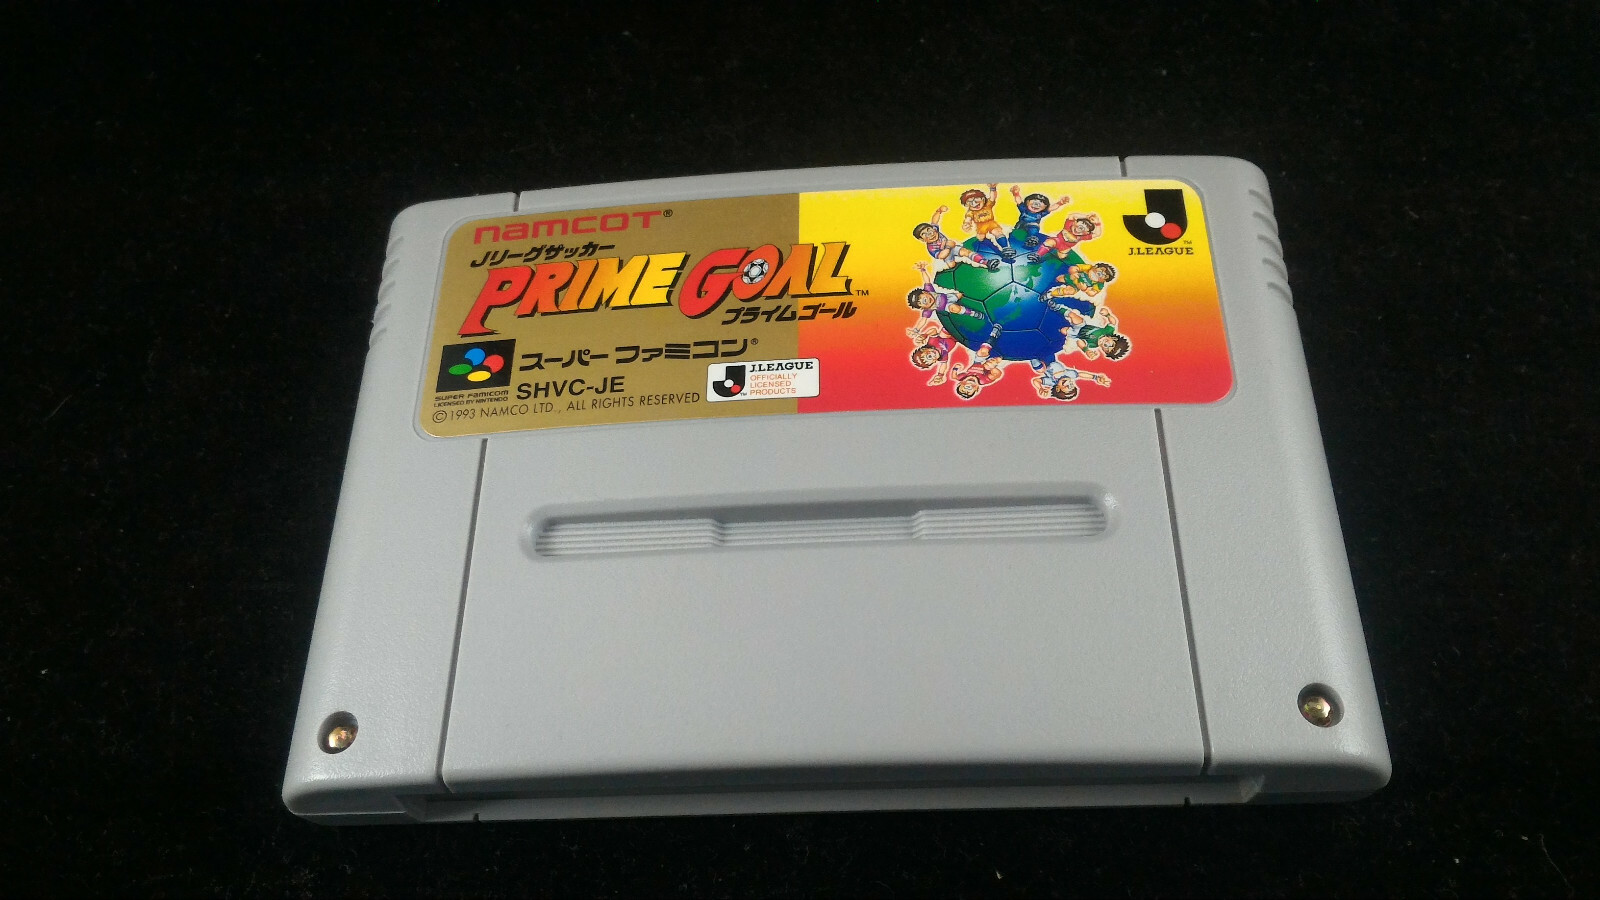 namcot®
Jリーグサッカー
PRIME GOAL™
プライムゴール
スーパーファミコン®
SUPER FAMICOM
LICENSED BY NINTENDO
SHVC-JE
©1993 NAMCO LTD., ALL RIGHTS RESERVED
J.LEAGUE
OFFICIALLY
LICENSED
PRODUCTS
TM
TM
J.LEAGUE